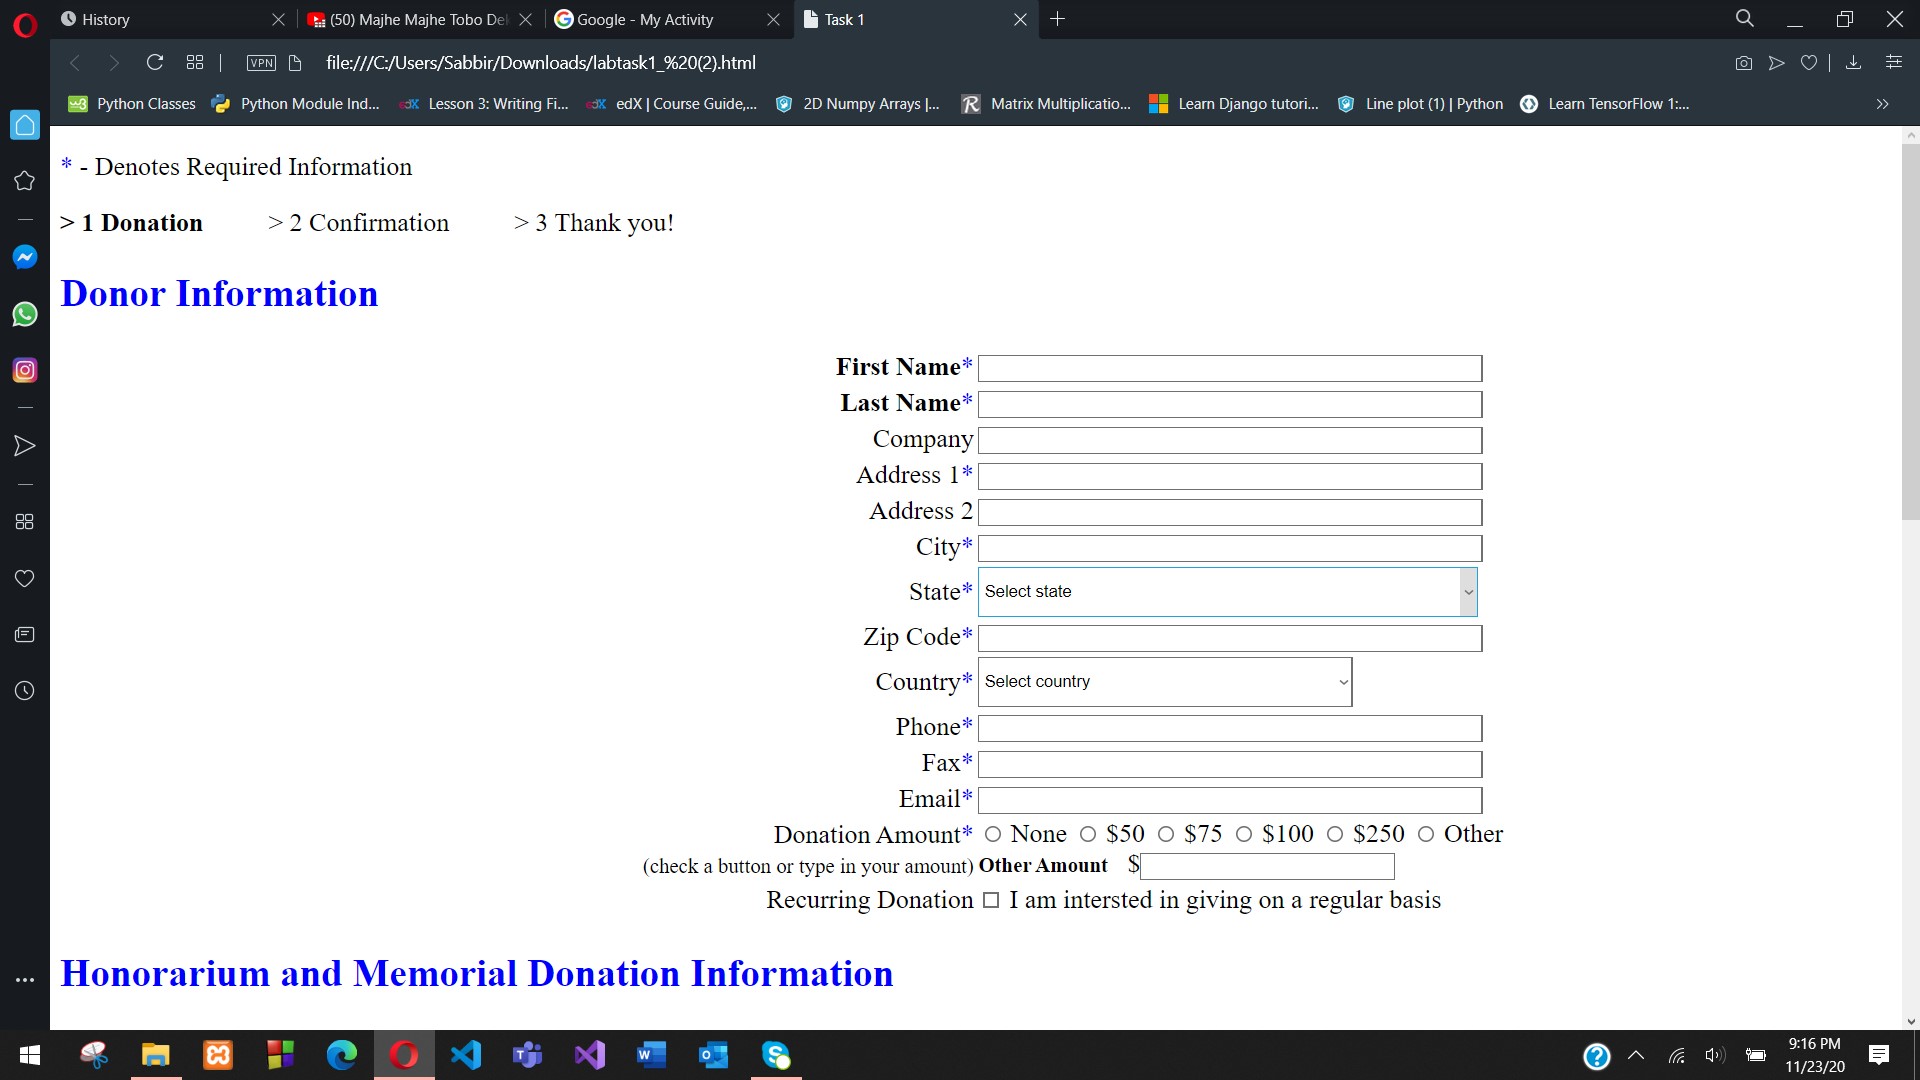 History
(50) Majhe Majhe Tobo De
Google - My Activity
Task 1
VPN
file:///C:/Users/Sabbir/Downloads/labtask1_%20(2).html
Python Classes
Python Module Ind...
Lesson 3: Writing Fi...
edX | Course Guide,...
2D Numpy Arrays |...
Matrix Multiplicatio...
Learn Django tutori...
Line plot (1) | Python
Learn TensorFlow 1:...
* - Denotes Required Information
> 1 Donation > 2 Confirmation > 3 Thank you!
Donor Information
First Name*
Last Name*
Company
Address 1*
Address 2
City*
State* Select state
Zip Code*
Country* Select country
Phone*
Fax*
Email*
Donation Amount* None $50 $75 $100 $250 Other
(check a button or type in your amount) Other Amount $
Recurring Donation I am intersted in giving on a regular basis
Honorarium and Memorial Donation Information
9:16 PM
11/23/20